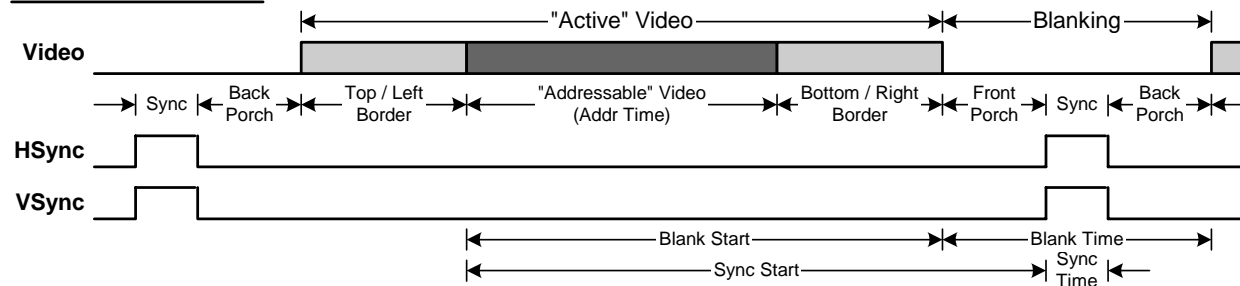 "Active" Video
Blanking
Video
Sync
Back Porch
Top / Left Border
"Addressable" Video (Addr Time)
Bottom / Right Border
Front Porch
Sync
Back Porch
HSync
VSync
Blank Start
Blank Time
Sync Start
Sync Time